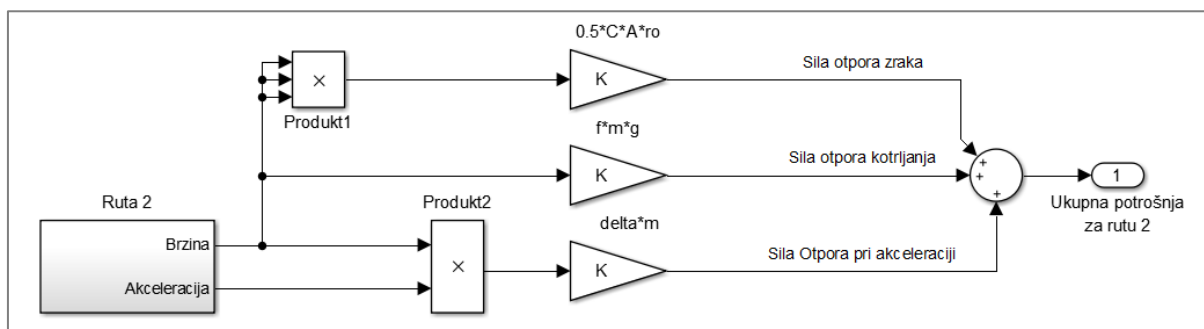 0.5*C*A*ro
K
Sila otpora zraka
×
Produkt1
f*m*g
K
Sila otpora kotrljanja
+
+
+
1
Ukupna potrošnja
za rutu 2
Ruta 2
Brzina
Akceleracija
Produkt2
×
delta*m
K
Sila Otpora pri akceleraciji